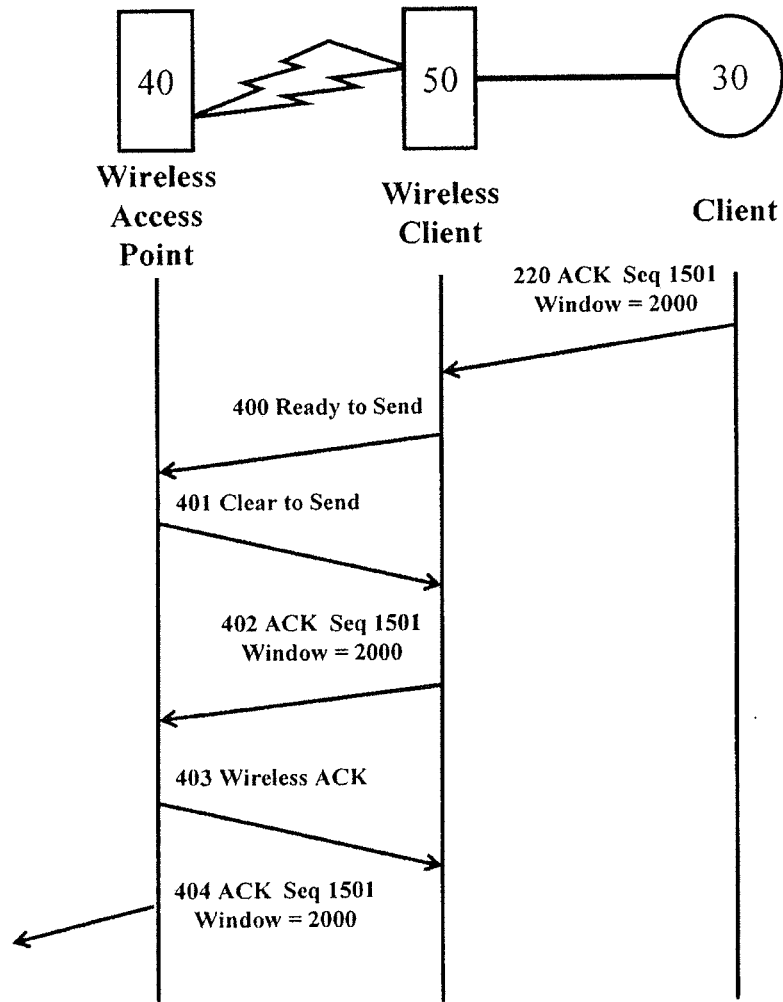 40
50
30
Wireless
Access
Point
Wireless
Client
Client
220 ACK Seq 1501
Window = 2000
400 Ready to Send
401 Clear to Send
402 ACK Seq 1501
Window = 2000
403 Wireless ACK
404 ACK Seq 1501
Window = 2000